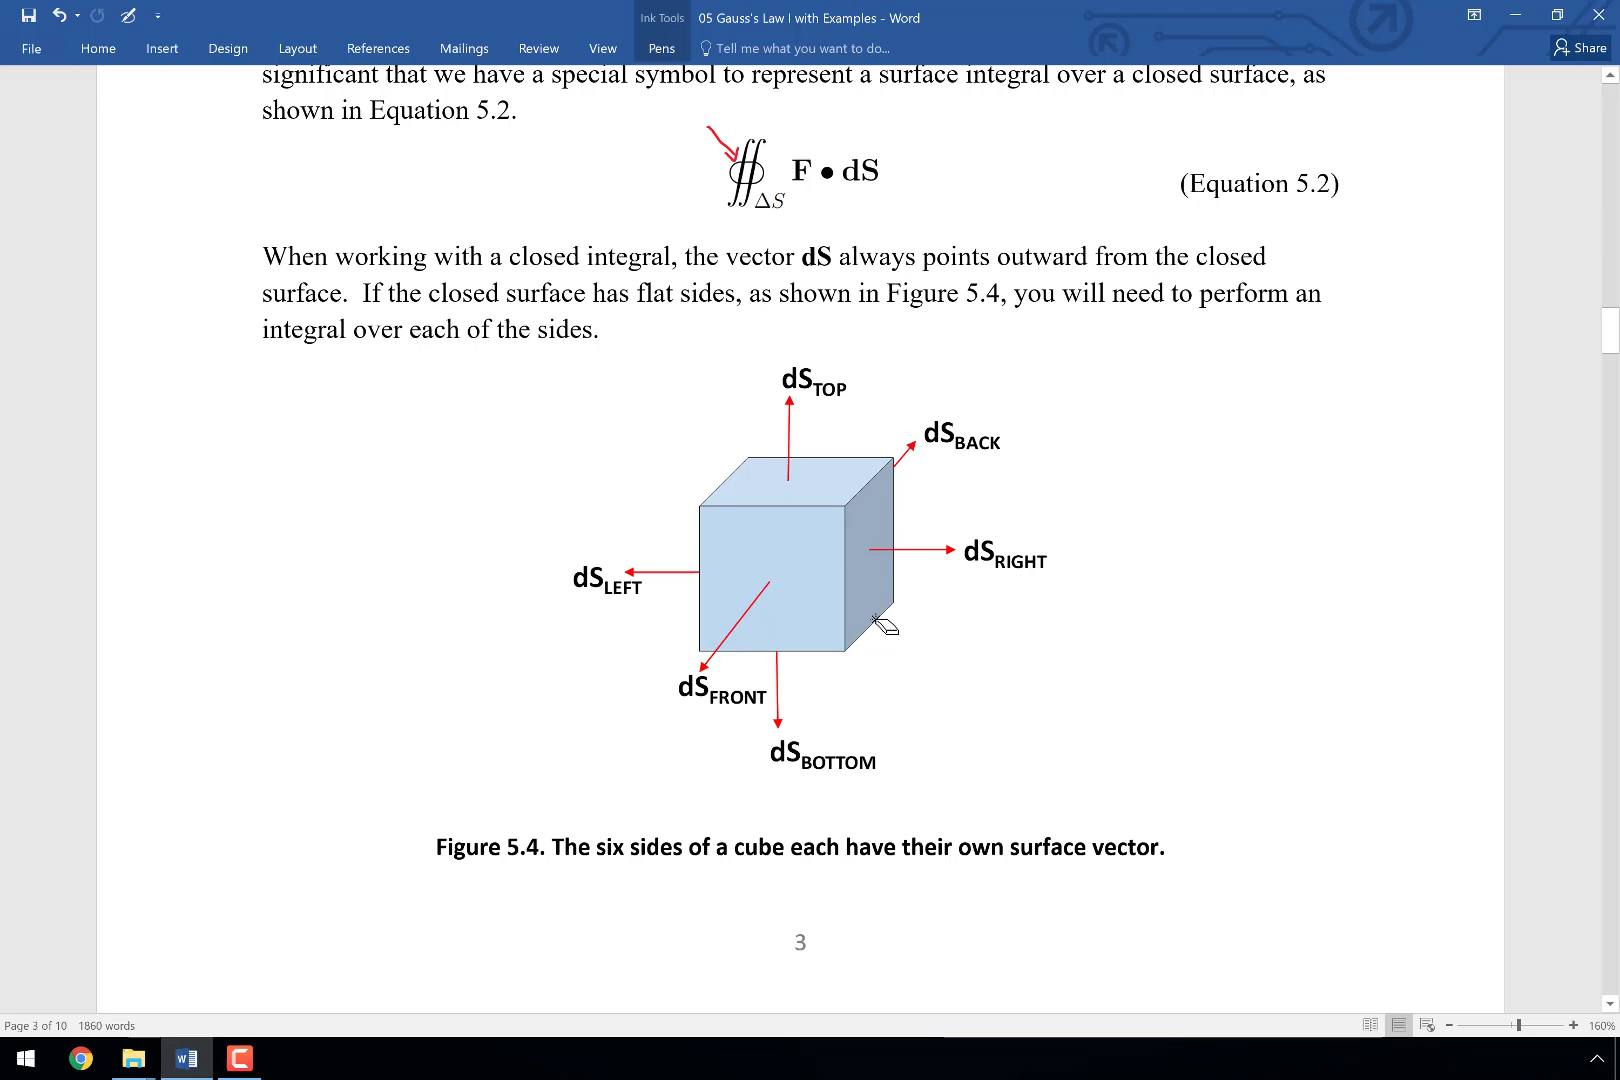 Ink Tools
05 Gauss's Law I with Examples - Word
File
Home
Insert
Design
Layout
References
Mailings
Review
View
Pens
Tell me what you want to do...
Share
significant that we have a special symbol to represent a surface integral over a closed surface, as
shown in Equation 5.2.
∯ΔS F • dS
(Equation 5.2)
When working with a closed integral, the vector dS always points outward from the closed
surface. If the closed surface has flat sides, as shown in Figure 5.4, you will need to perform an
integral over each of the sides.
dSTOP
dSBACK
dSRIGHT
dSLEFT
dSFRONT
dSBOTTOM
Figure 5.4. The six sides of a cube each have their own surface vector.
3
Page 3 of 10
1860 words
160%